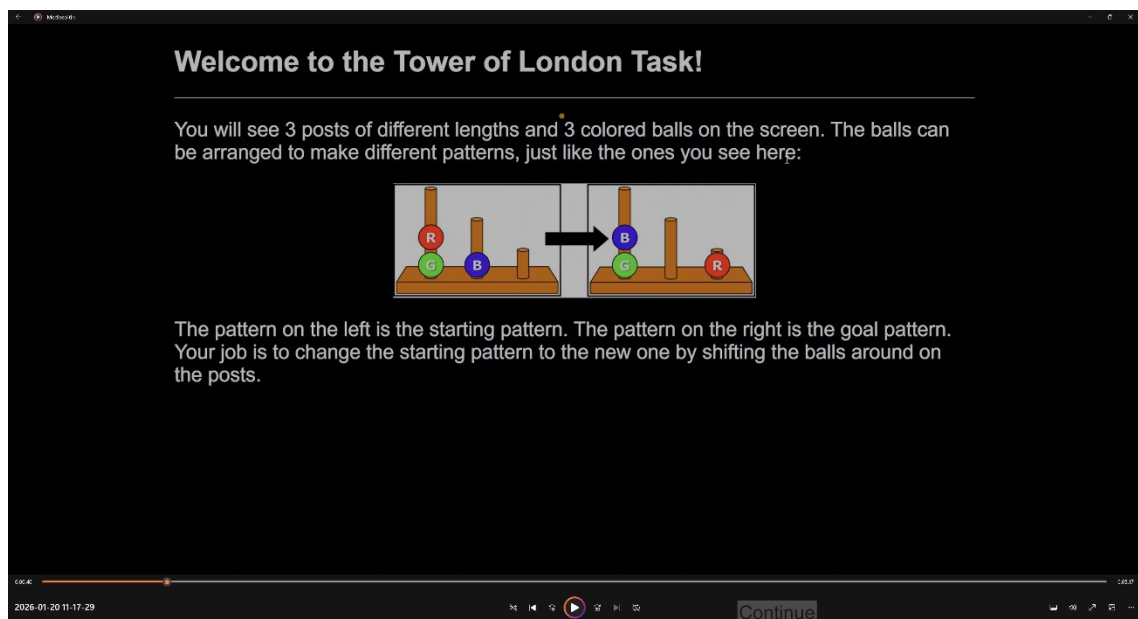 Welcome to the Tower of London Task!
You will see 3 posts of different lengths and 3 colored balls on the screen. The balls can
be arranged to make different patterns, just like the ones you see here:
R
B
G
B
G
R
The pattern on the left is the starting pattern. The pattern on the right is the goal pattern.
Your job is to change the starting pattern to the new one by shifting the balls around on
the posts.
2026-01-20 11-17-29
Continue